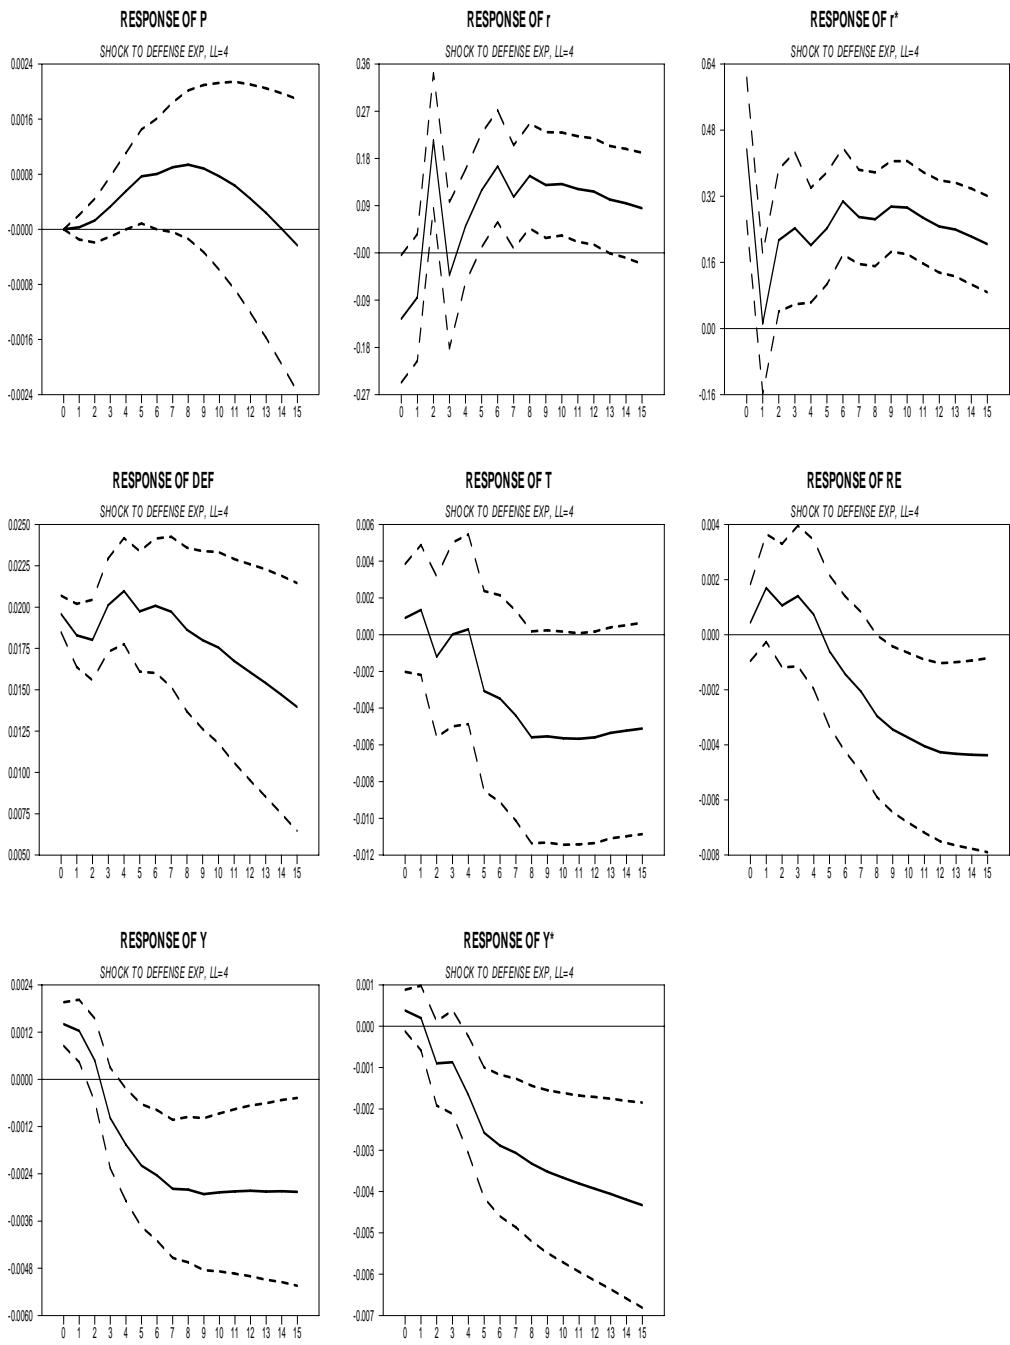 RESPONSE OF P
SHOCK TO DEFENSE EXP, LL=4
0.0024
0.0016
0.0008
-0.0000
-0.0008
-0.0016
-0.0024
0 1 2 3 4 5 6 7 8 9 10 11 12 13 14 15
RESPONSE OF r
SHOCK TO DEFENSE EXP, LL=4
0.36
0.27
0.18
0.09
-0.00
-0.09
-0.18
-0.27
0 1 2 3 4 5 6 7 8 9 10 11 12 13 14 15
RESPONSE OF r*
SHOCK TO DEFENSE EXP, LL=4
0.64
0.48
0.32
0.16
0.00
-0.16
0 1 2 3 4 5 6 7 8 9 10 11 12 13 14 15
RESPONSE OF DEF
SHOCK TO DEFENSE EXP, LL=4
0.0250
0.0225
0.0200
0.0175
0.0150
0.0125
0.0100
0.0075
0.0050
0 1 2 3 4 5 6 7 8 9 10 11 12 13 14 15
RESPONSE OF T
SHOCK TO DEFENSE EXP, LL=4
0.006
0.004
0.002
0.000
-0.002
-0.004
-0.006
-0.008
-0.010
-0.012
0 1 2 3 4 5 6 7 8 9 10 11 12 13 14 15
RESPONSE OF RE
SHOCK TO DEFENSE EXP, LL=4
0.004
0.002
0.000
-0.002
-0.004
-0.006
-0.008
0 1 2 3 4 5 6 7 8 9 10 11 12 13 14 15
RESPONSE OF Y
SHOCK TO DEFENSE EXP, LL=4
0.0024
0.0012
0.0000
-0.0012
-0.0024
-0.0036
-0.0048
-0.0060
0 1 2 3 4 5 6 7 8 9 10 11 12 13 14 15
RESPONSE OF Y*
SHOCK TO DEFENSE EXP, LL=4
0.001
0.000
-0.001
-0.002
-0.003
-0.004
-0.005
-0.006
-0.007
0 1 2 3 4 5 6 7 8 9 10 11 12 13 14 15